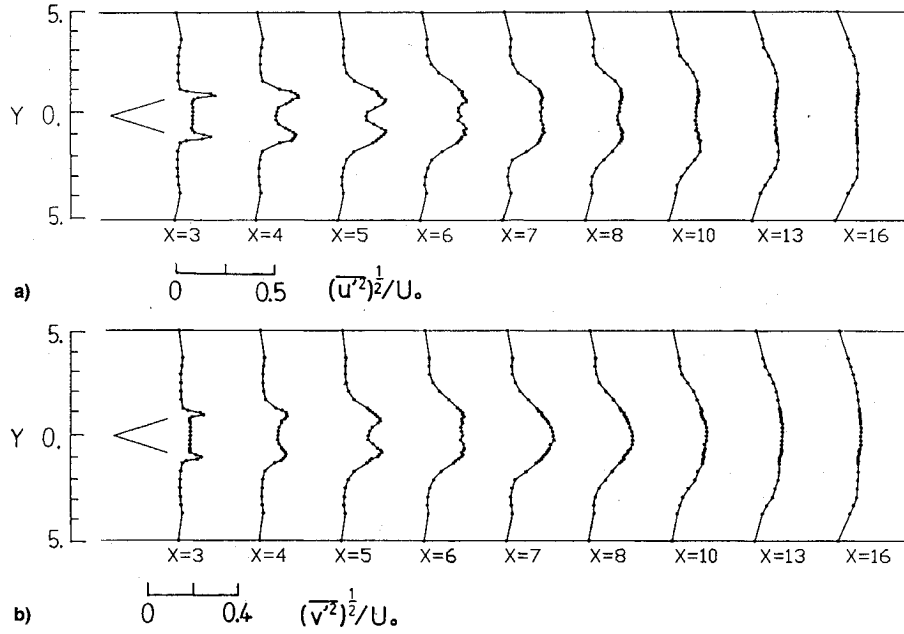 5.
Y 0.
5.
X=3 X=4 X=5 X=6 X=7 X=8 X=10 X=13 X=16
a)
0 0.5 (u'²)^½/U₀
5.
Y 0.
5.
X=3 X=4 X=5 X=6 X=7 X=8 X=10 X=13 X=16
b)
0 0.4 (v'²)^½/U₀